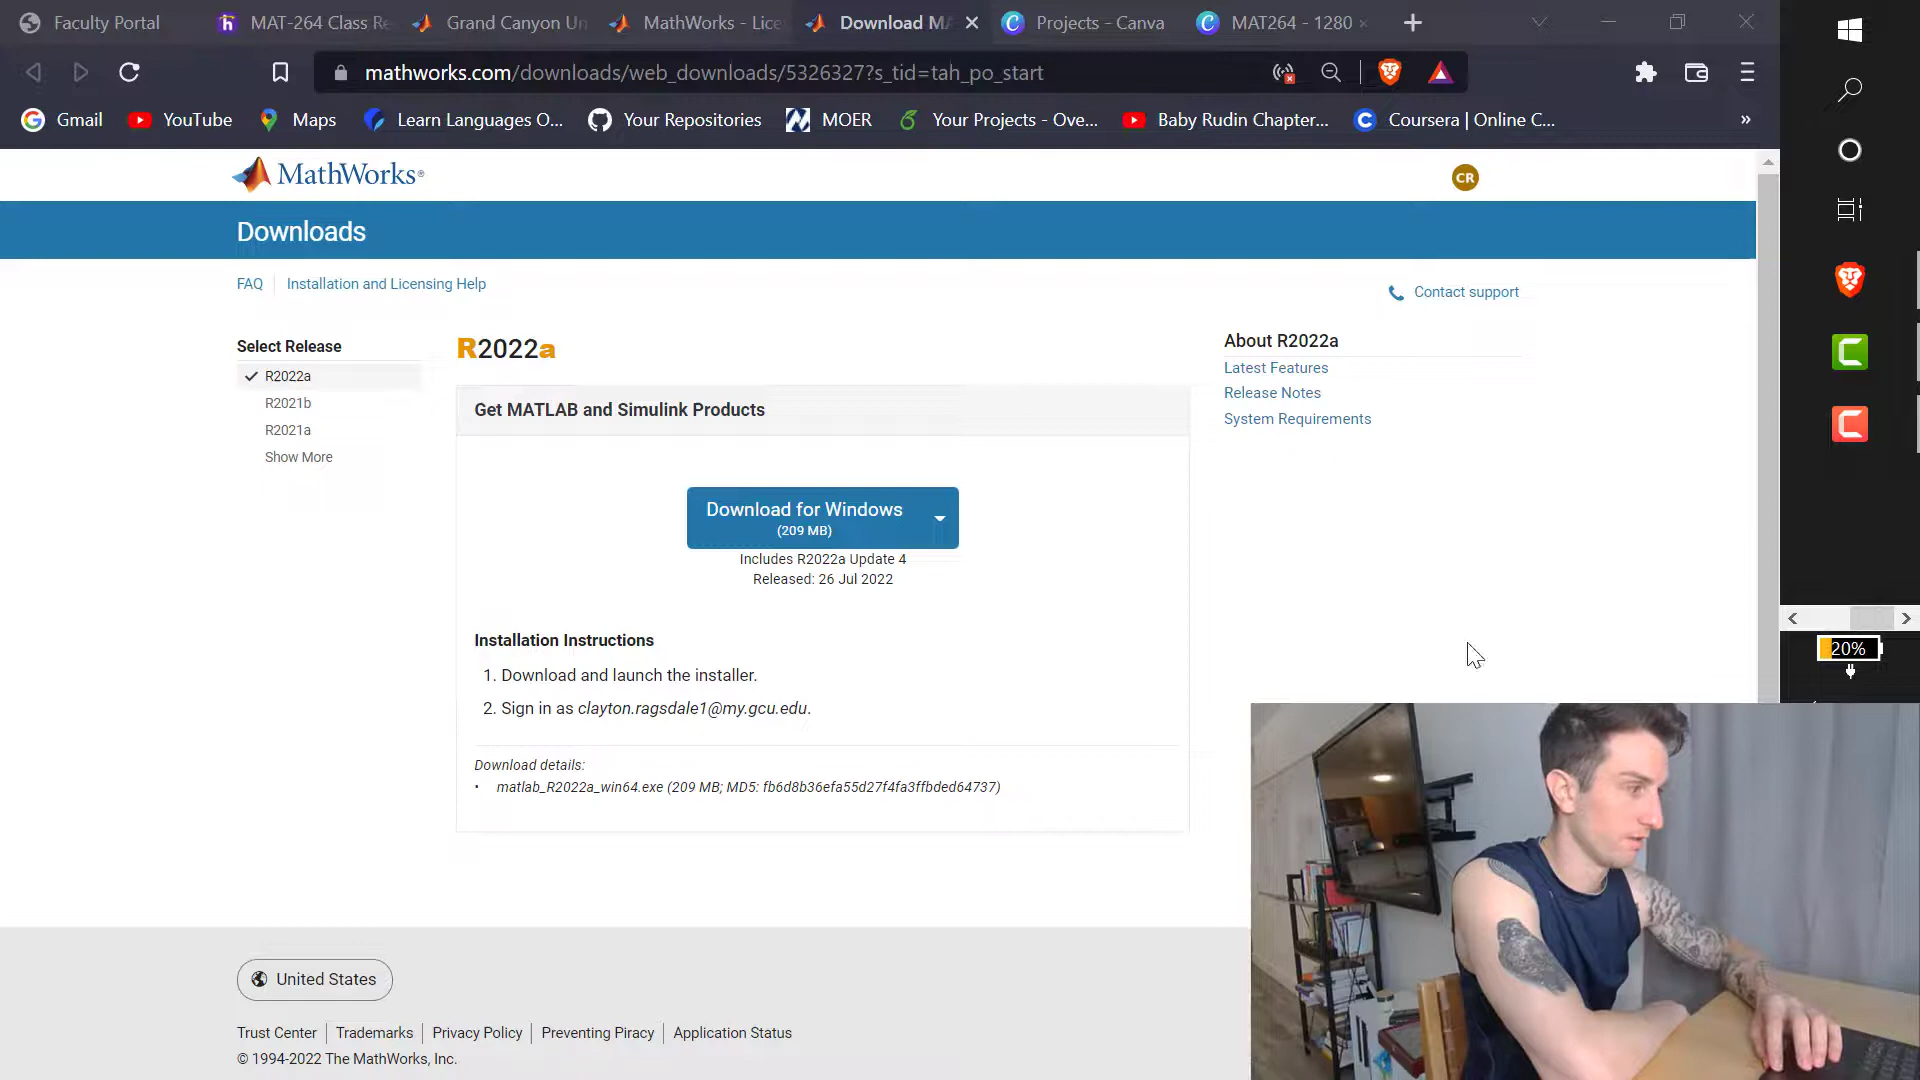 Faculty Portal
MAT-264 Class Re
Grand Canyon Un
MathWorks - Lice
Download MA
Projects - Canva
MAT264 - 1280
mathworks.com/downloads/web_downloads/5326327?s_tid=tah_po_start
Gmail
YouTube
Maps
Learn Languages O...
Your Repositories
MOER
Your Projects - Ove...
Baby Rudin Chapter...
Coursera | Online C...
»
MathWorks®
CR
Downloads
FAQ
Installation and Licensing Help
Contact support
Select Release
R2022a
R2021b
R2021a
Show More
R2022a
Get MATLAB and Simulink Products
Download for Windows
(209 MB)
Includes R2022a Update 4
Released: 26 Jul 2022
Installation Instructions
1. Download and launch the installer.
2. Sign in as clayton.ragsdale1@my.gcu.edu.
Download details:
• matlab_R2022a_win64.exe (209 MB; MD5: fb6d8b36efa55d27f4fa3ffbded64737)
About R2022a
Latest Features
Release Notes
System Requirements
20%
United States
Trust Center
Trademarks
Privacy Policy
Preventing Piracy
Application Status
© 1994-2022 The MathWorks, Inc.